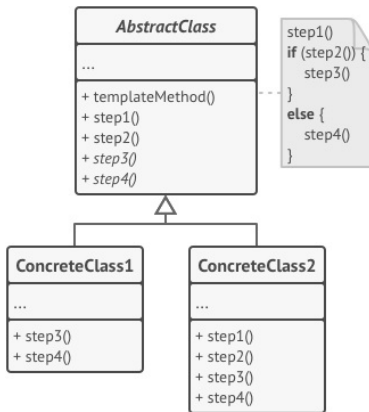 AbstractClass
...
+ templateMethod()
+ step1()
+ step2()
+ step3()
+ step4()
step1()
if (step2()) {
step3()
}
else {
step4()
}
ConcreteClass1
...
+ step3()
+ step4()
ConcreteClass2
...
+ step1()
+ step2()
+ step3()
+ step4()